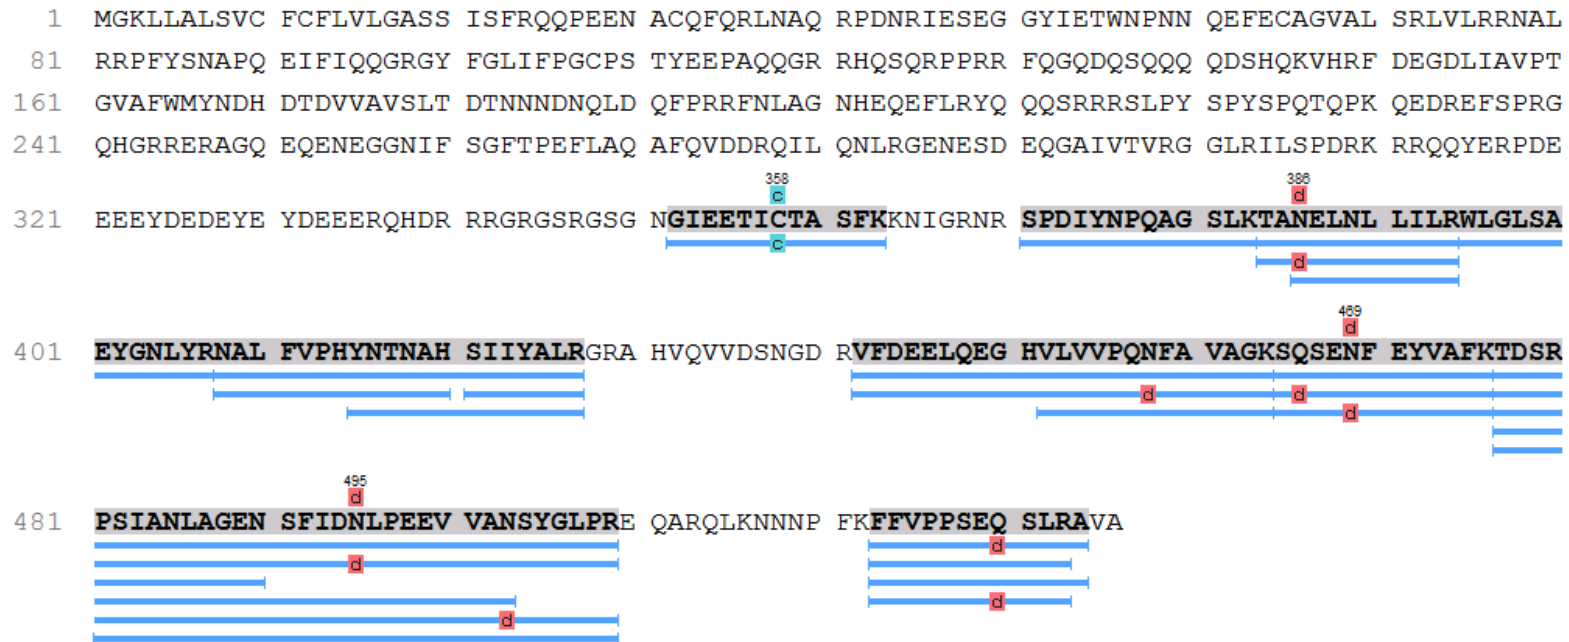 1 MGKLLALSVC FCFLVLGASS ISFRQQPEEN ACQFQRLNAQ RPDNRIESEG GYIETWNPNN QEFECAGVAL SRLVLRRNAL
81 RRPFYSNAPQ EIFIQQGRGY FGLIFPGCPS TYEEPAQQGR RHQSQRPPRR FQGQDQSQQQ QDSHQKVHRF DEGDLIAVPT
161 GVAFWMYNDH DTDVVAVSLT DTNNNDNQLD QFPRRFNLAG NHEQEFLRYQ QQSRRRSLPY SPYSPQTQPK QEDREFSPRG
241 QHGRRERAGQ EQENEGGNIF SGFTPEFLAQ AFQVDDRQIL QNLRGENESD EQGAIVTVRG GLRILSPDRK RRQQYERPDE
358 386
c d
321 EEEYDEDEYE YDEEERQHDR RRGRGSRGSG NGIEETICTA SFKKNIGRNR SPDIYNPQAG SLKTANELNL LILRWLGLSA
c
d
469
d
401 EYGNLYRNAL FVPHYNTNAH SIIYALRGRA HVQVVDSNGD RVFDEELQEG HVLVVPQNFA VAGKSQSENF EYVAFKTDSR
d d
d
495
d
481 PSIANLAGEN SFIDNLPEEV VANSYGLPRE QARQLKNNNP FKFFVPPSEQ SLRAVA
d
d
d d